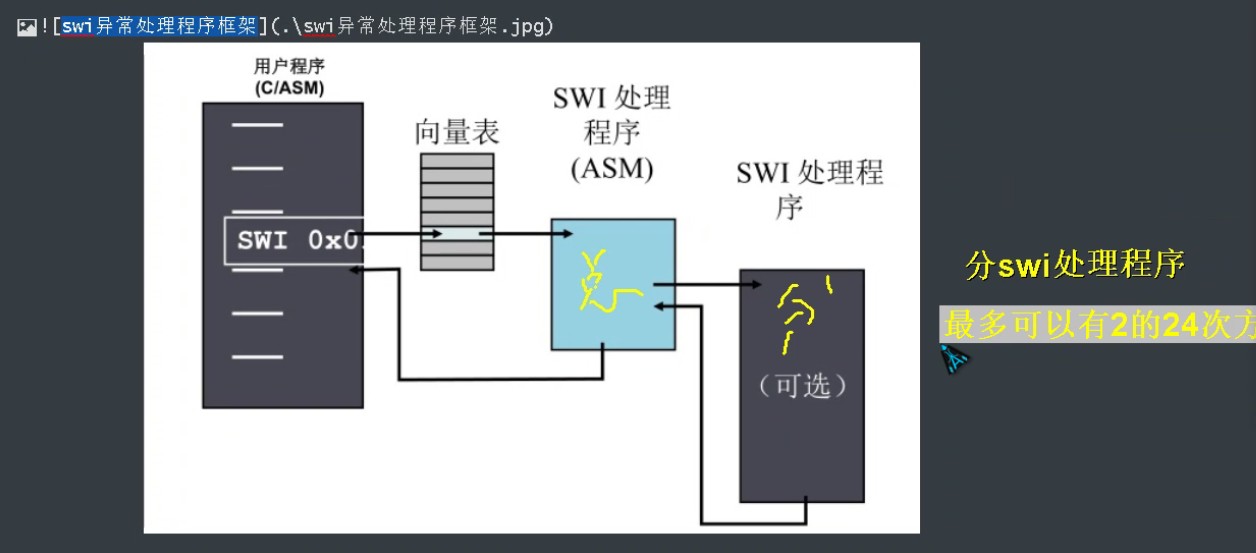 ![swi异常处理程序框架](.\swi异常处理程序框架.jpg)
用户程序
(C/ASM)
向量表
SWI 处理
程序
(ASM)
SWI 处理程
序
SWI 0x0
总
分
(可选)
分swi处理程序
最多可以有2的24次方